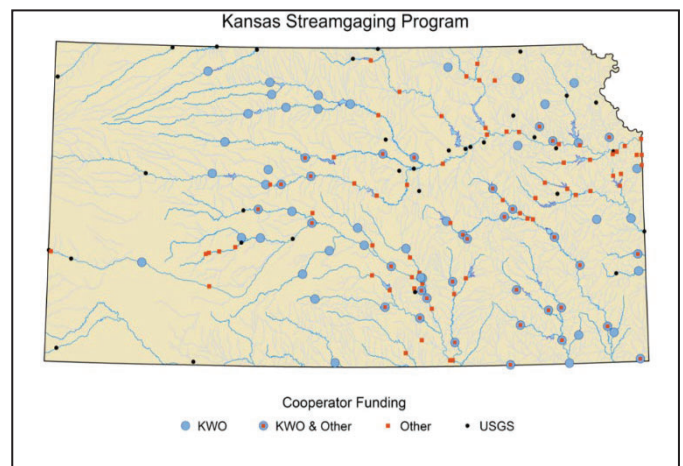 Kansas Streamgaging Program
Cooperator Funding
KWO KWO & Other Other USGS